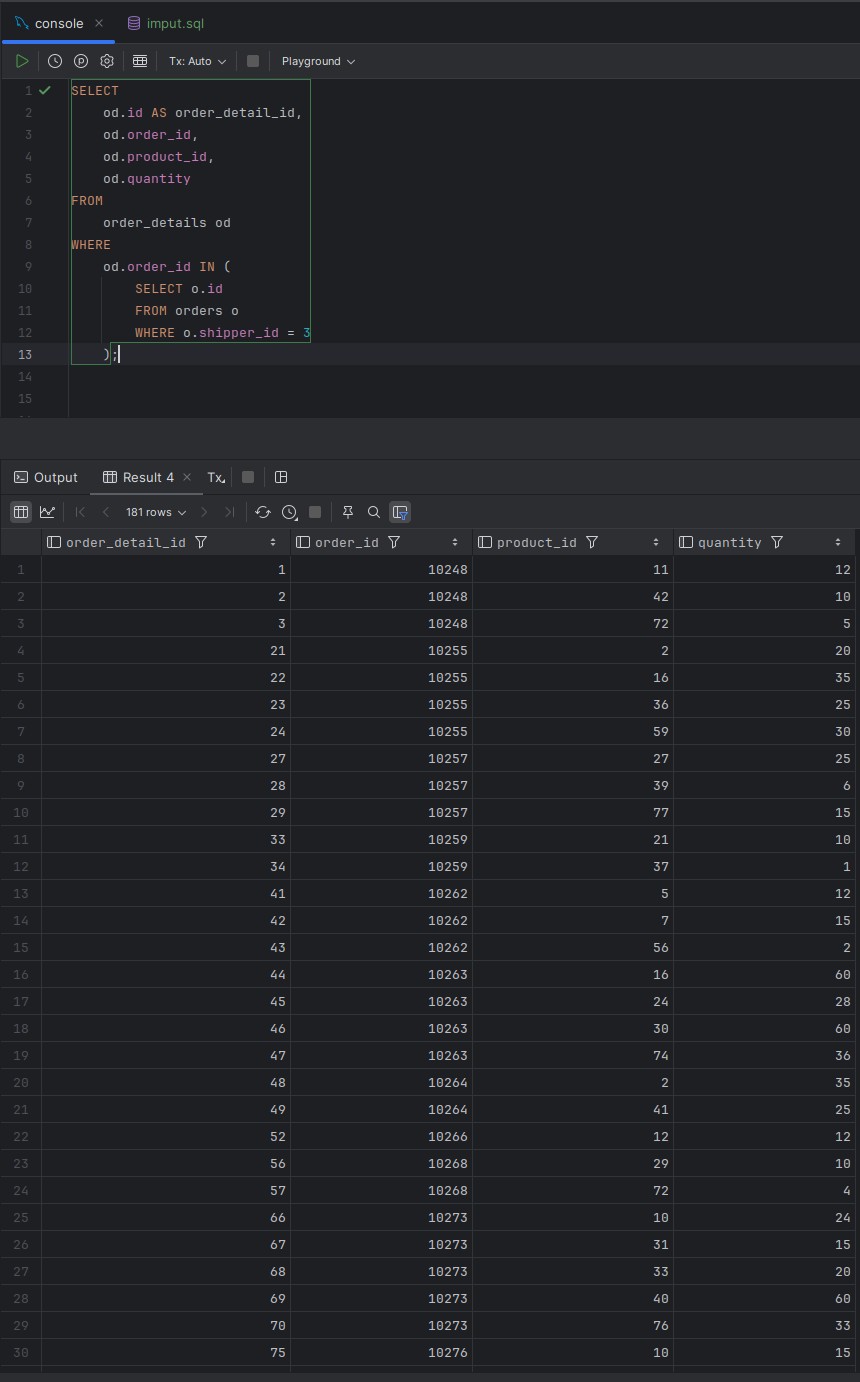 console × imput.sql
Tx: Auto Playground
1 SELECT
2 od.id AS order_detail_id,
3 od.order_id,
4 od.product_id,
5 od.quantity
6 FROM
7 order_details od
8 WHERE
9 od.order_id IN (
10 SELECT o.id
11 FROM orders o
12 WHERE o.shipper_id = 3
13 );
14
15
Output Result 4 × Tx
181 rows
order_detail_id order_id product_id quantity
1 1 10248 11 12
2 2 10248 42 10
3 3 10248 72 5
4 21 10255 2 20
5 22 10255 16 35
6 23 10255 36 25
7 24 10255 59 30
8 27 10257 27 25
9 28 10257 39 6
10 29 10257 77 15
11 33 10259 21 10
12 34 10259 37 1
13 41 10262 5 12
14 42 10262 7 15
15 43 10262 56 2
16 44 10263 16 60
17 45 10263 24 28
18 46 10263 30 60
19 47 10263 74 36
20 48 10264 2 35
21 49 10264 41 25
22 52 10266 12 12
23 56 10268 29 10
24 57 10268 72 4
25 66 10273 10 24
26 67 10273 31 15
27 68 10273 33 20
28 69 10273 40 60
29 70 10273 76 33
30 75 10276 10 15